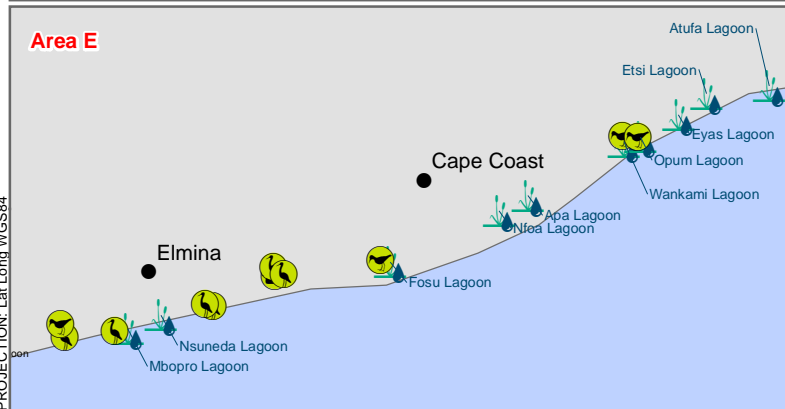 Area E
Atufa Lagoon
Etsi Lagoon
Eyas Lagoon
Opum Lagoon
Cape Coast
Wankami Lagoon
Apa Lagoon
Nfoa Lagoon
Elmina
Fosu Lagoon
Nsuneda Lagoon
oon
Mbopro Lagoon
PROJECTION: Lat Long WGS84